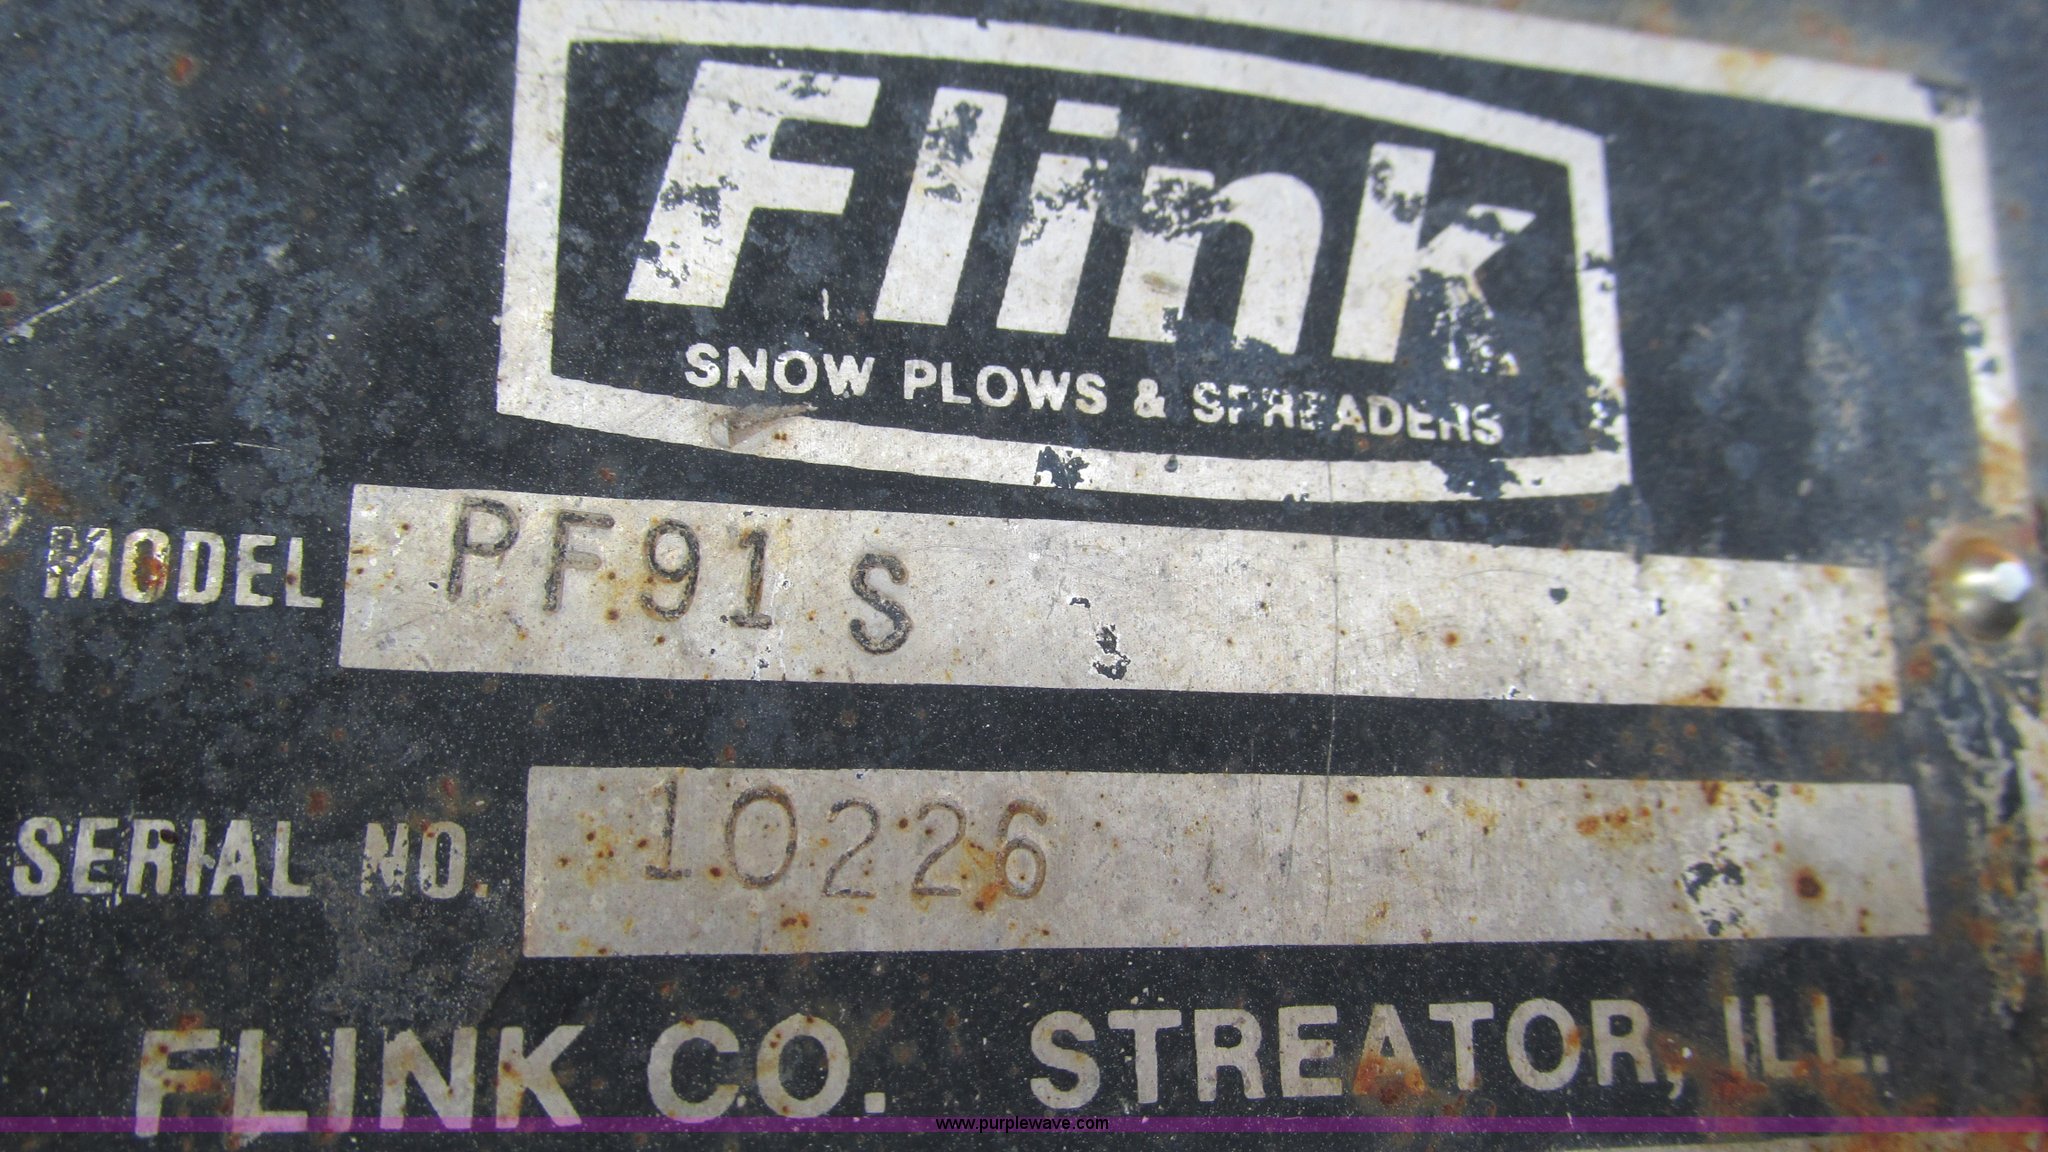 Flink
SNOW PLOWS & SPREADERS
MODEL PF91 S
SERIAL NO. 10226
FLINK CO. STREATOR, ILL.
www.purplewave.com